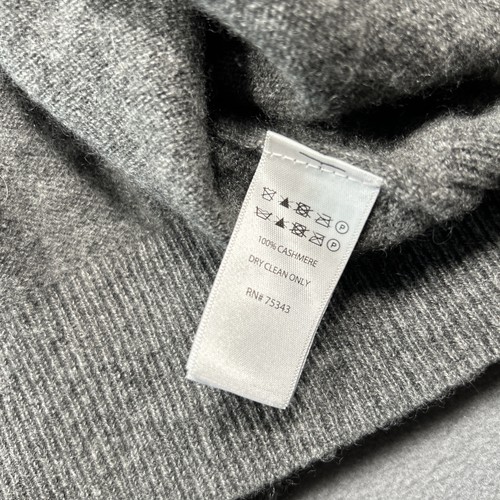 P
P
100% CASHMERE
DRY CLEAN ONLY
RN# 75343